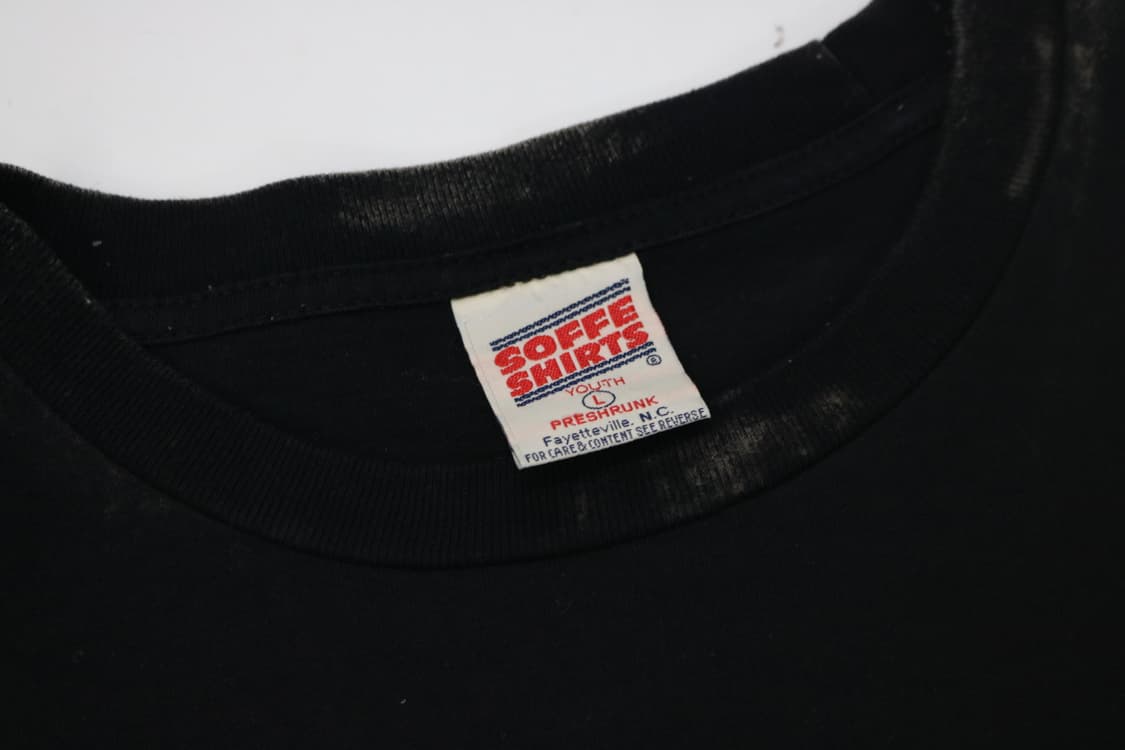 SOFFE
SHIRTS ®
YOUTH
L
PRESHRUNK
Fayetteville, N.C.
FOR CARE & CONTENT SEE REVERSE